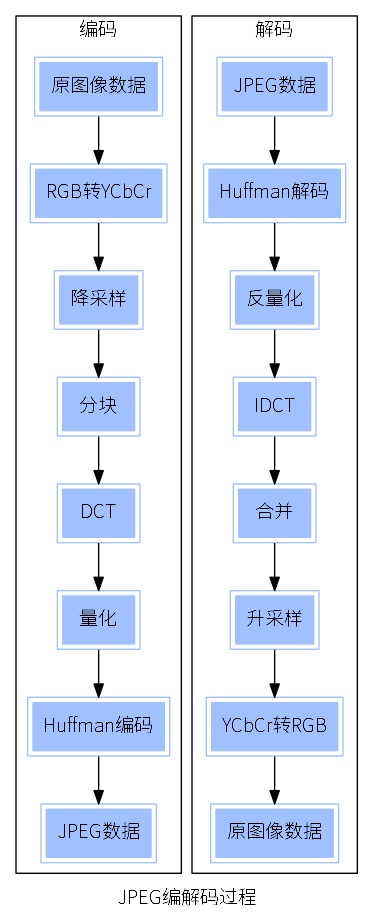 编码
原图像数据
RGB转YCbCr
降采样
分块
DCT
量化
Huffman编码
JPEG数据
解码
JPEG数据
Huffman解码
反量化
IDCT
合并
升采样
YCbCr转RGB
原图像数据
JPEG编解码过程